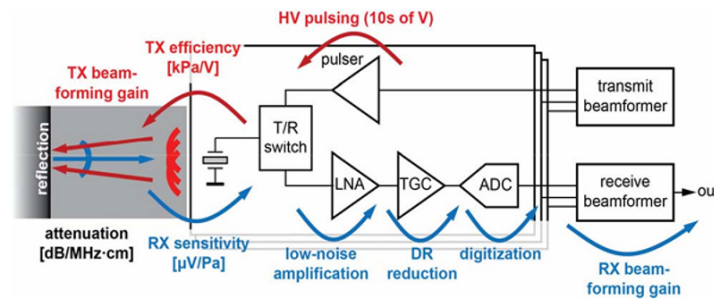 HV pulsing (10s of V)
TX efficiency
[kPa/V]
TX beam-
forming gain
pulser
transmit
beamformer
T/R
switch
reflection
LNA
TGC
ADC
receive
beamformer
ou
attenuation
[dB/MHz·cm]
RX sensitivity
[µV/Pa]
low-noise
amplification
DR
reduction
digitization
RX beam-
forming gain